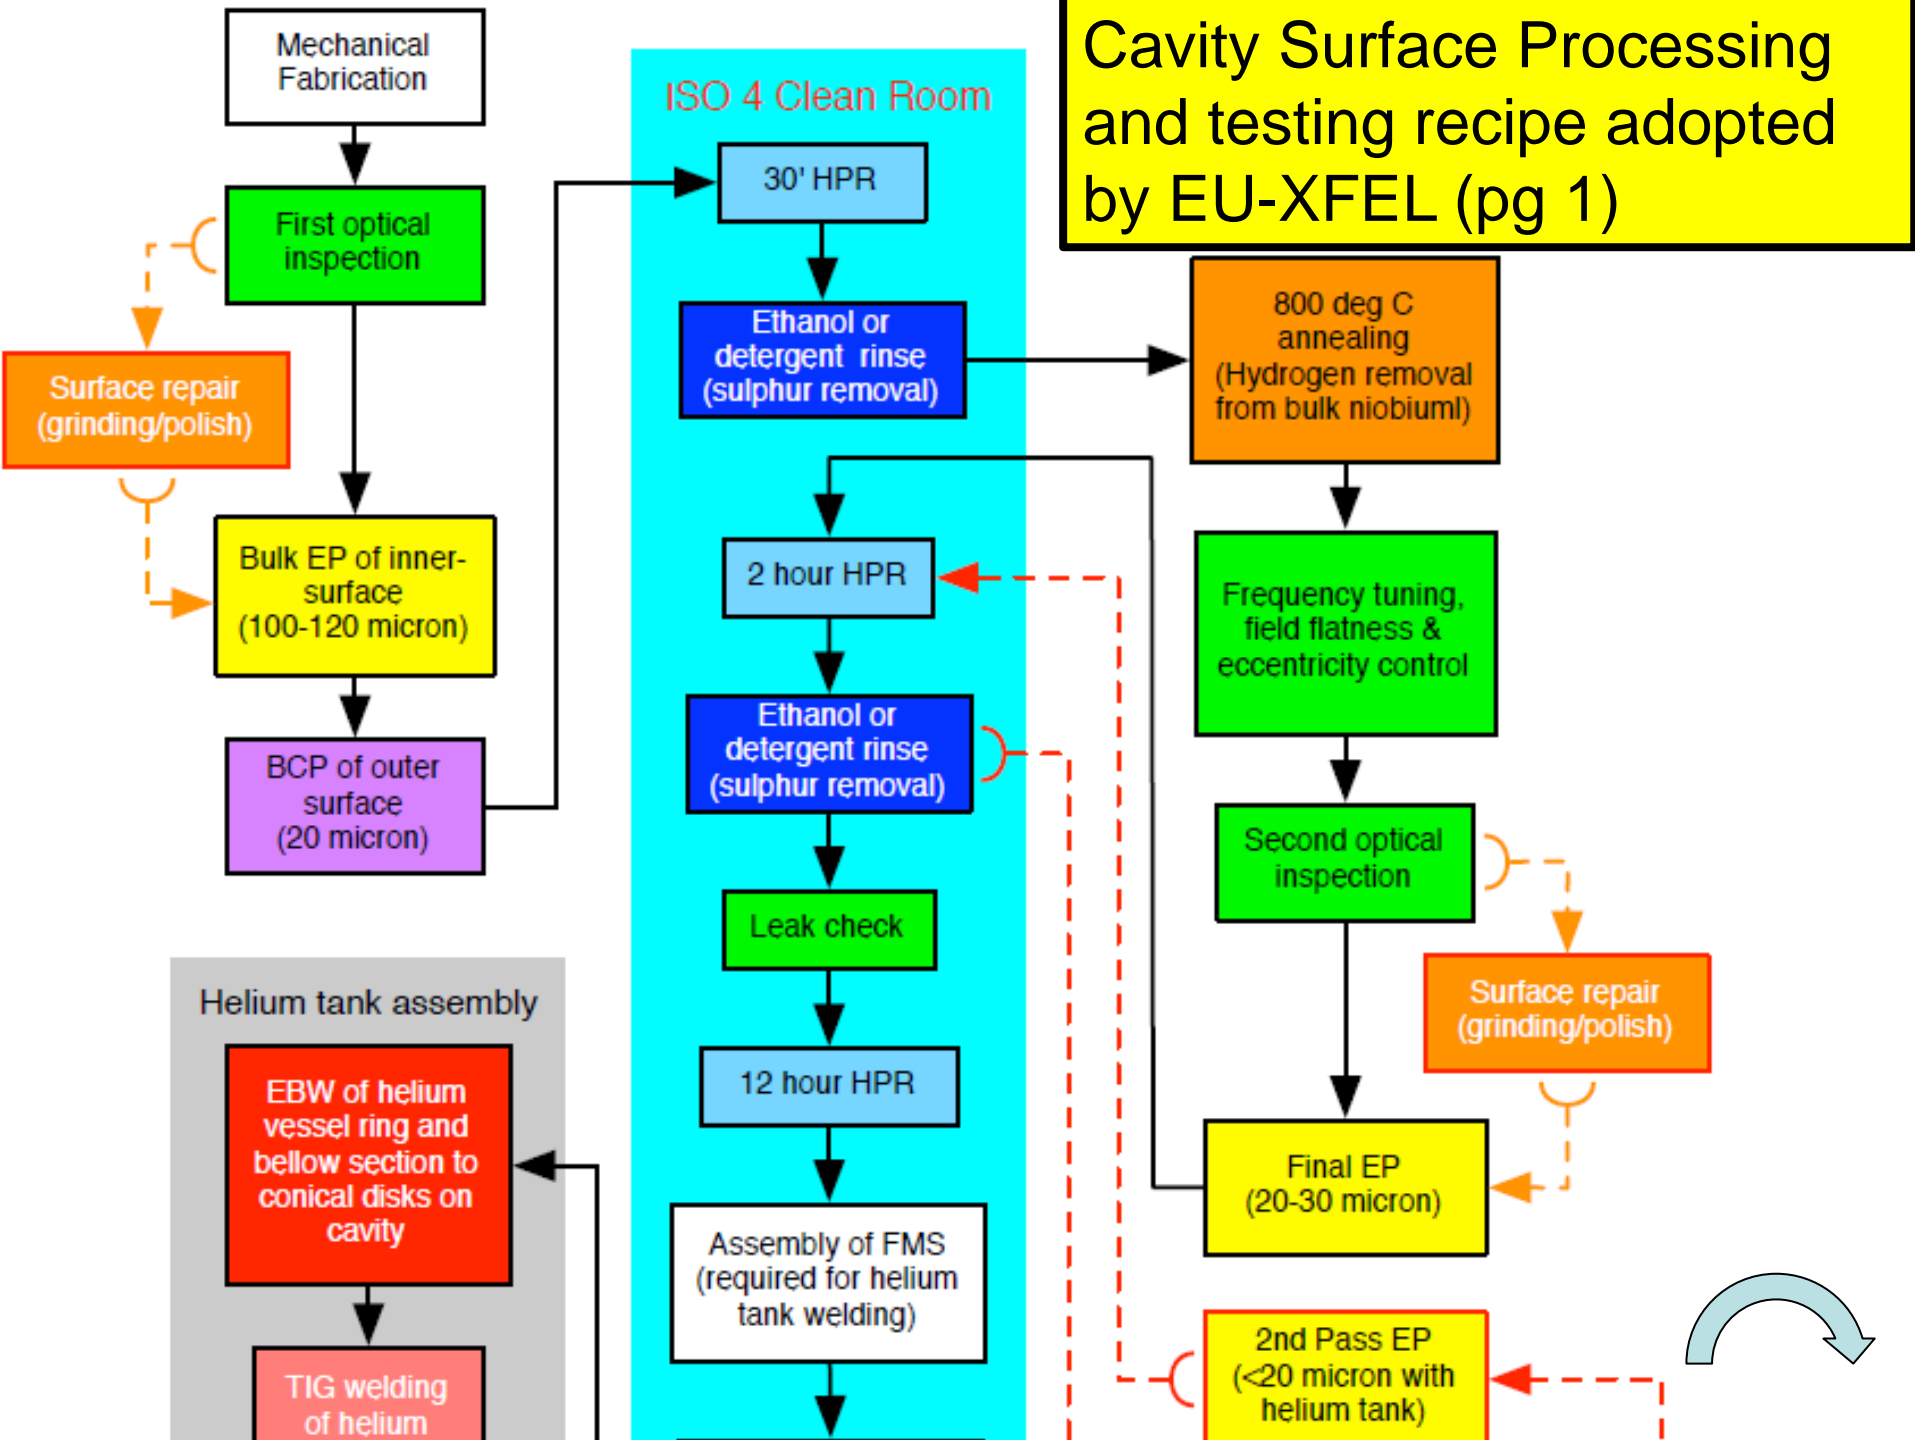 Cavity Surface Processing
and testing recipe adopted
by EU-XFEL (pg 1)
Mechanical
Fabrication
First optical
inspection
Surface repair
(grinding/polish)
Bulk EP of inner-
surface
(100-120 micron)
BCP of outer
surface
(20 micron)
Helium tank assembly
EBW of helium
vessel ring and
bellow section to
conical disks on
cavity
TIG welding
of helium
ISO 4 Clean Room
30' HPR
Ethanol or
detergent rinse
(sulphur removal)
2 hour HPR
Ethanol or
detergent rinse
(sulphur removal)
Leak check
12 hour HPR
Assembly of FMS
(required for helium
tank welding)
800 deg C
annealing
(Hydrogen removal
from bulk niobiuml)
Frequency tuning,
field flatness &
eccentricity control
Second optical
inspection
Surface repair
(grinding/polish)
Final EP
(20-30 micron)
2nd Pass EP
(<20 micron with
helium tank)